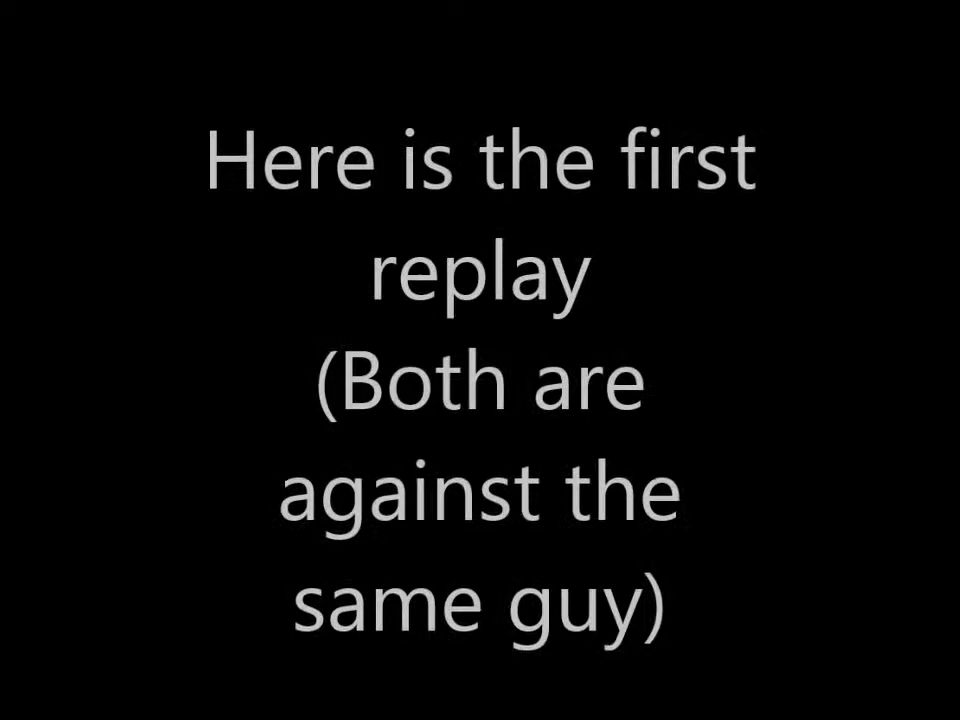 Here is the first
replay
(Both are
against the
same guy)